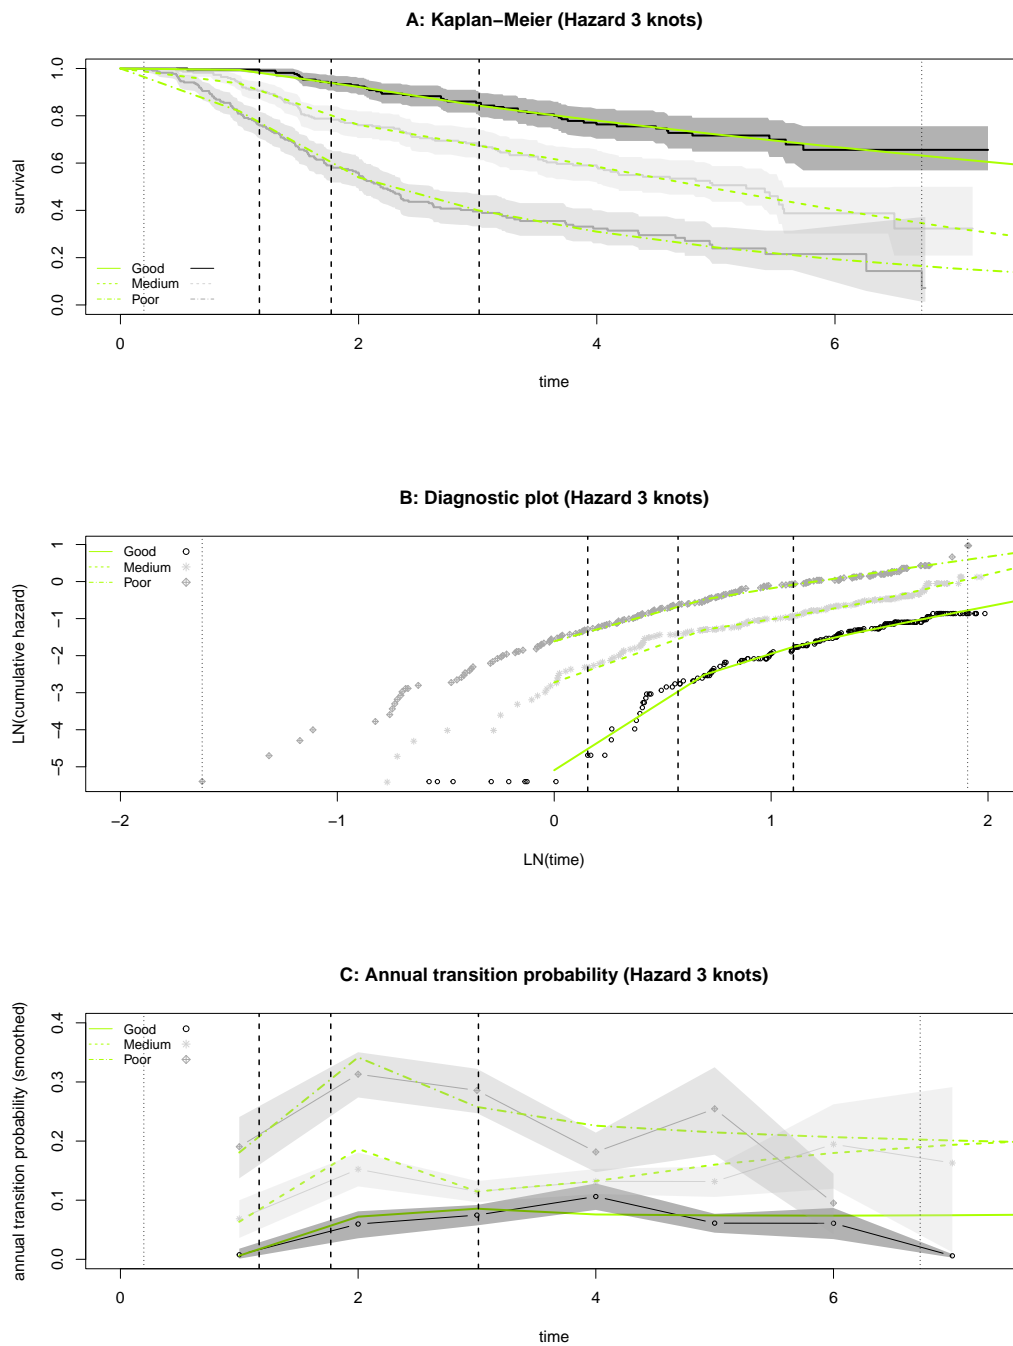 A: Kaplan−Meier (Hazard 3 knots)
survival
1.0
0.8
0.6
0.4
0.2
0.0
Good
Medium
Poor
0 2 4 6
time
B: Diagnostic plot (Hazard 3 knots)
LN(cumulative hazard)
1
0
−1
−2
−3
−4
−5
Good
Medium
Poor
−2 −1 0 1 2
LN(time)
C: Annual transition probability (Hazard 3 knots)
annual transition probability (smoothed)
0.4
0.3
0.2
0.1
0.0
Good
Medium
Poor
0 2 4 6
time